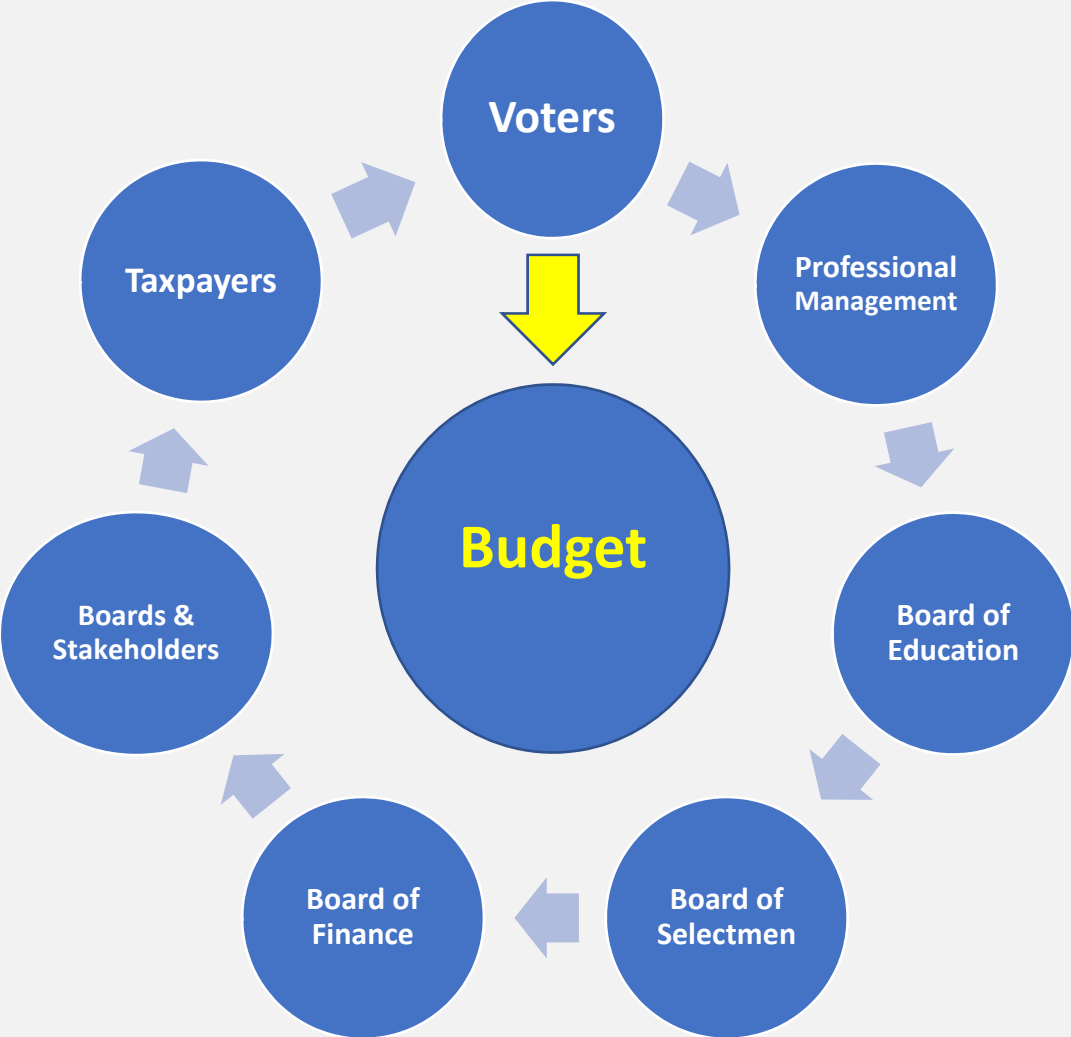 Voters
Professional
Management
Board of
Education
Board of
Selectmen
Board of
Finance
Boards &
Stakeholders
Taxpayers
Budget